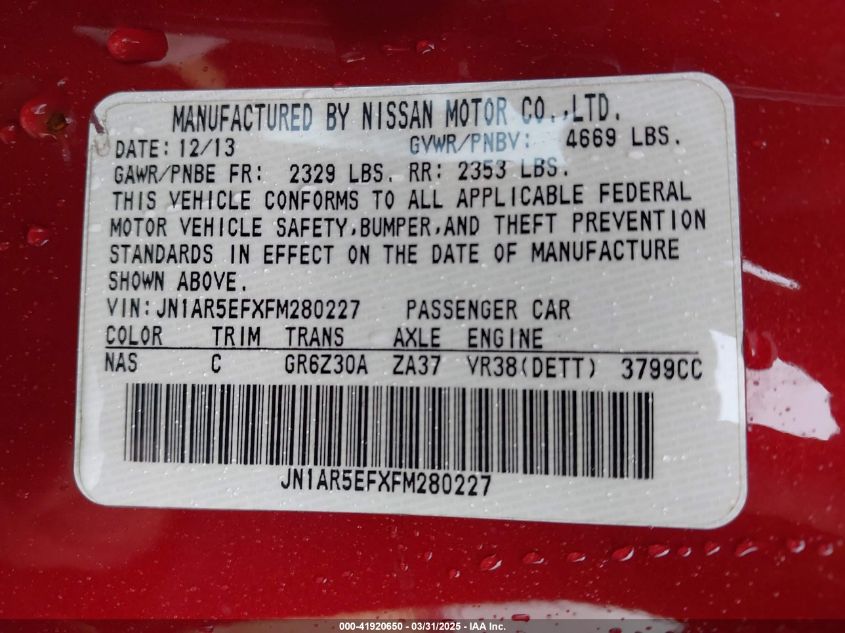 MANUFACTURED BY NISSAN MOTOR CO.,LTD.
DATE: 12/13 GVWR/PNBV: 4669 LBS.
GAWR/PNBE FR: 2329 LBS. RR: 2353 LBS.
THIS VEHICLE CONFORMS TO ALL APPLICABLE FEDERAL
MOTOR VEHICLE SAFETY,BUMPER,AND THEFT PREVENTION
STANDARDS IN EFFECT ON THE DATE OF MANUFACTURE
SHOWN ABOVE.
VIN:JN1AR5EFXFM280227 PASSENGER CAR
COLOR TRIM TRANS AXLE ENGINE
NAS C GR6Z30A ZA37 VR38(DETT) 3799CC
JN1AR5EFXFM280227
000-41920650 - 03/31/2025 - IAA Inc.